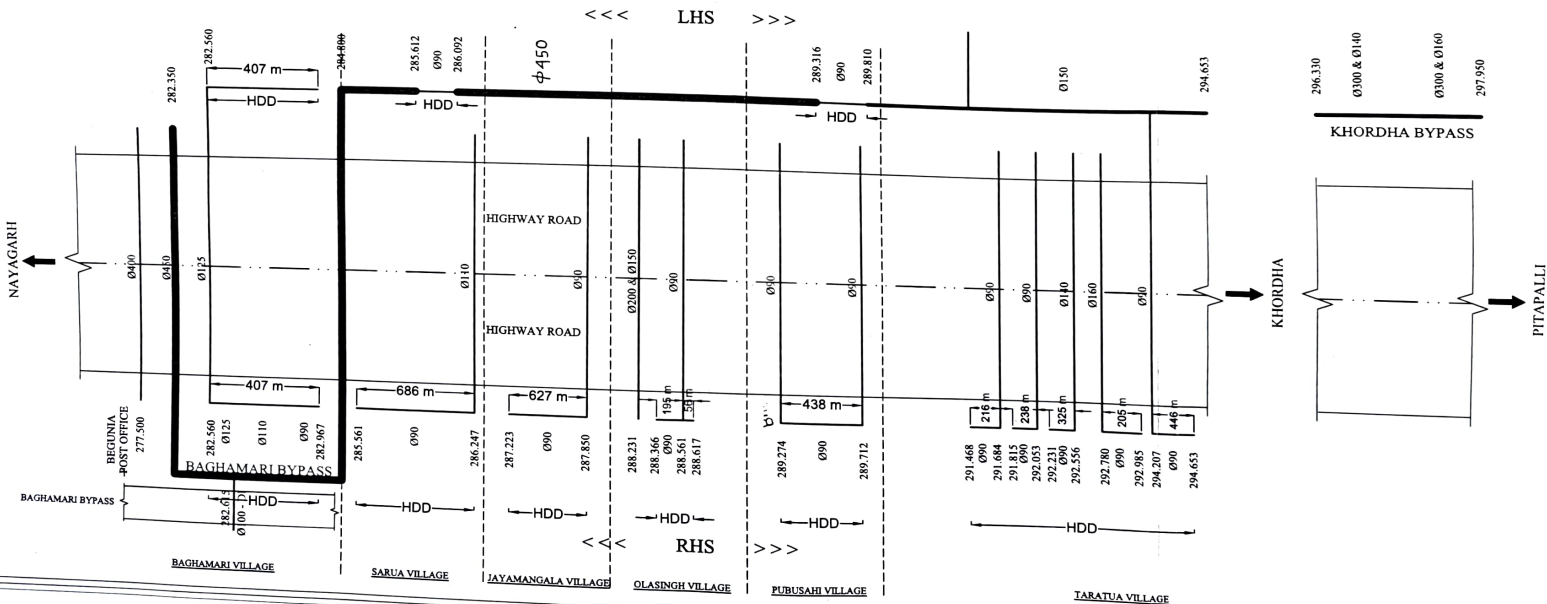 <<< LHS >>>
282.350
282.560
407 m
HDD
284.800
285.612
Ø90
286.092
HDD
Φ450
289.316
Ø90
289.810
HDD
Ø150
294.653
296.330
Ø300 & Ø140
Ø300 & Ø160
297.950
KHORDHA BYPASS
NAYAGARH
Ø400
Ø450
Ø125
Ø110
HIGHWAY ROAD
HIGHWAY ROAD
Ø90
Ø200 & Ø150
Ø90
Ø90
Ø90
Ø90
Ø90
Ø140
Ø160
Ø90
KHORDHA
PITAPALLI
407 m
686 m
627 m
195 m
56 m
438 m
216 m
238 m
325 m
205 m
446 m
BEGUNIA
POST OFFICE
277.500
282.560
Ø125
Ø110
Ø90
282.967
285.561
Ø90
286.247
287.223
Ø90
287.850
288.231
288.366
Ø90
288.561
288.617
289.274
Ø90
289.712
291.468
Ø90
291.684
291.815
Ø90
292.053
292.231
Ø90
292.556
292.780
Ø90
292.985
294.207
Ø90
294.653
BAGHAMARI BYPASS
BAGHAMARI BYPASS
282.615
HDD
HDD
HDD
HDD
HDD
HDD
<<< RHS >>>
BAGHAMARI VILLAGE
SARUA VILLAGE
JAYAMANGALA VILLAGE
OLASINGH VILLAGE
PUBUSAHI VILLAGE
TARATUA VILLAGE